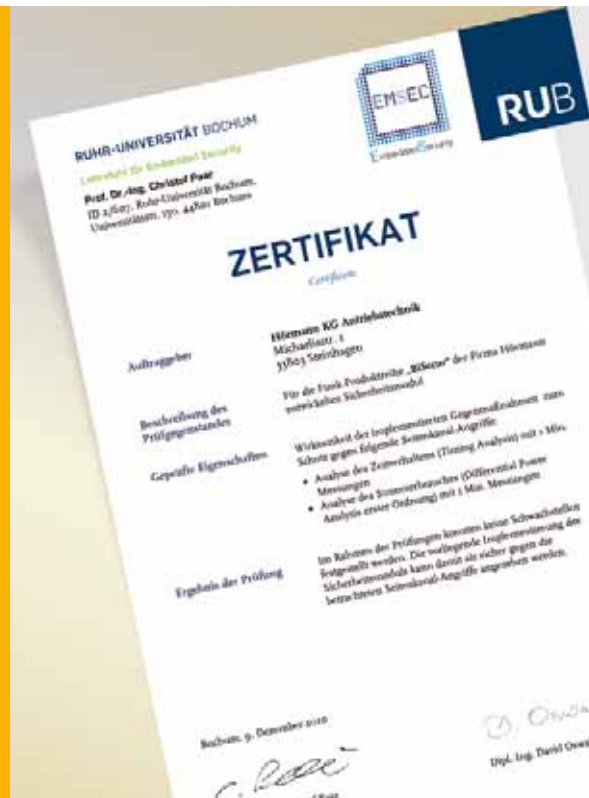 EMSEC
Embedded Security
RUB
RUHR-UNIVERSITÄT BOCHUM
Lehrstuhl für Embedded Security
Prof. Dr.-Ing. Christof Paar
ID 2/607, Ruhr-Universität Bochum,
Universitätsstr. 150, 44801 Bochum
ZERTIFIKAT
Certificate
Auftraggeber
Hörmann KG Antriebstechnik
Michaelisstr. 1
33803 Steinhagen
Beschreibung des
Prüfgegenstandes
Für die Funk-Produktreihe „BiSecur“ der Firma Hörmann
entwickeltes Sicherheitsmodul
Geprüfte Eigenschaften
Wirksamkeit der implementierten Gegenmaßnahmen zum
Schutz gegen folgende Seitenkanal-Angriffe:
• Analyse des Zeitverhaltens (Timing Analysis) mit 1 Mio.
Messungen
• Analyse des Stromverbrauches (Differential Power
Analysis erster Ordnung) mit 1 Mio. Messungen
Ergebnis der Prüfung
Im Rahmen der Prüfungen konnten keine Schwachstellen
festgestellt werden. Die vorliegende Implementierung des
Sicherheitsmoduls kann damit als sicher gegen die
betrachteten Seitenkanal-Angriffe angesehen werden.
Bochum, 9. Dezember 2010
Dipl. Ing. David Oswa